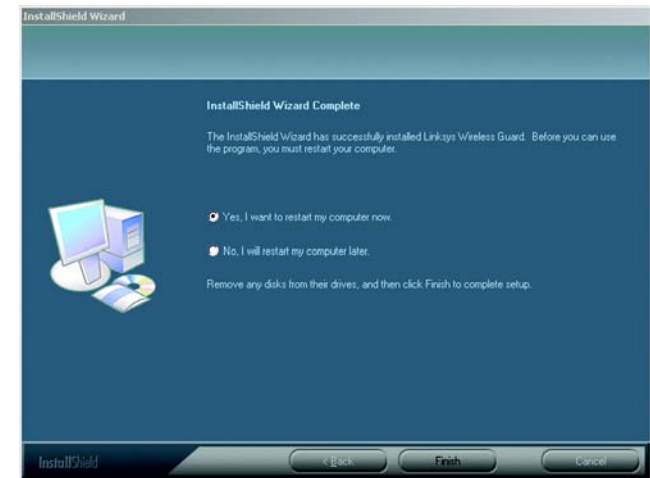 InstallShield Wizard
InstallShield Wizard Complete
The InstallShield Wizard has successfully installed Linksys Wireless Guard. Before you can use
the program, you must restart your computer.
Yes, I want to restart my computer now.
No, I will restart my computer later.
Remove any disks from their drives, and then click Finish to complete setup.
InstallShield
< Back
Finish
Cancel